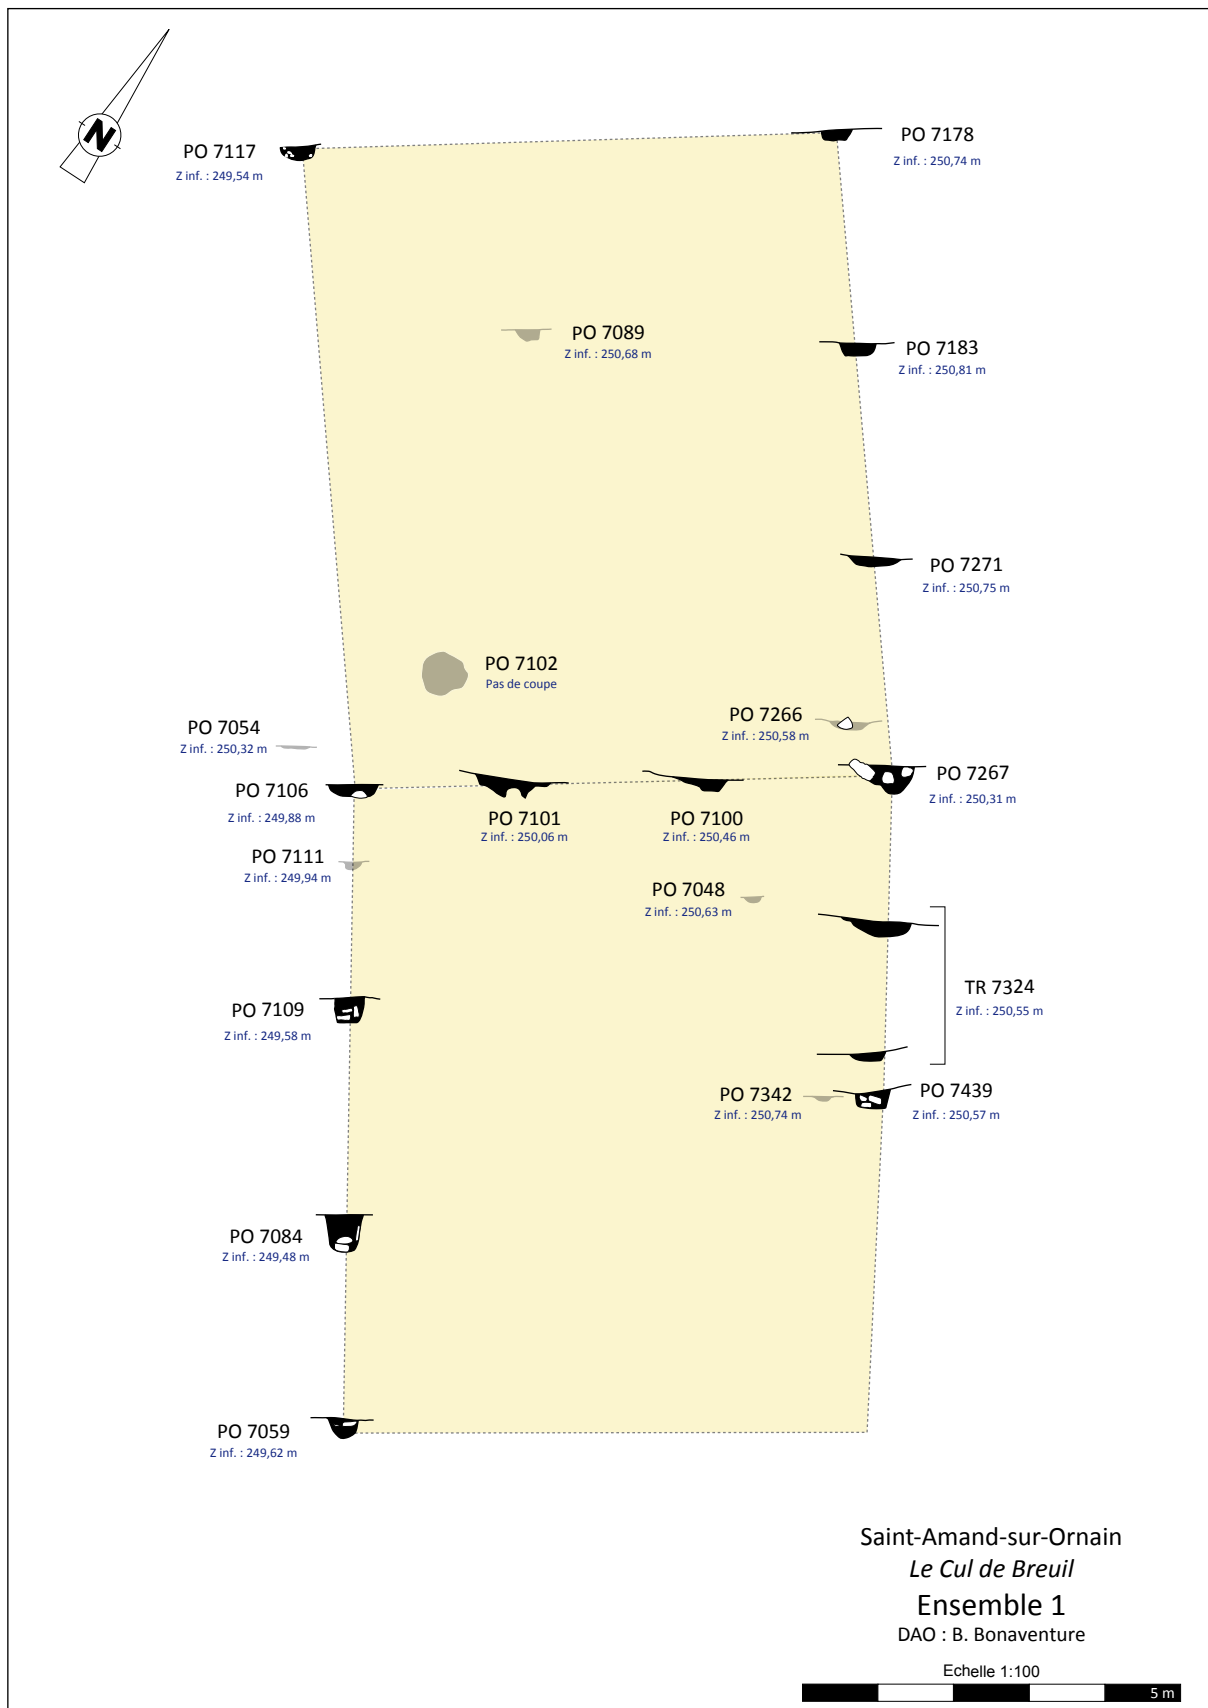 N
PO 7117
Z inf. : 249,54 m
PO 7178
Z inf. : 250,74 m
PO 7089
Z inf. : 250,68 m
PO 7183
Z inf. : 250,81 m
PO 7271
Z inf. : 250,75 m
PO 7102
Pas de coupe
PO 7266
Z inf. : 250,58 m
PO 7054
Z inf. : 250,32 m
PO 7267
Z inf. : 250,31 m
PO 7106
Z inf. : 249,88 m
PO 7101
Z inf. : 250,06 m
PO 7100
Z inf. : 250,46 m
PO 7111
Z inf. : 249,94 m
PO 7048
Z inf. : 250,63 m
TR 7324
Z inf. : 250,55 m
PO 7109
Z inf. : 249,58 m
PO 7342
Z inf. : 250,74 m
PO 7439
Z inf. : 250,57 m
PO 7084
Z inf. : 249,48 m
PO 7059
Z inf. : 249,62 m
Saint-Amand-sur-Ornain
Le Cul de Breuil
Ensemble 1
DAO : B. Bonaventure
Echelle 1:100
5 m